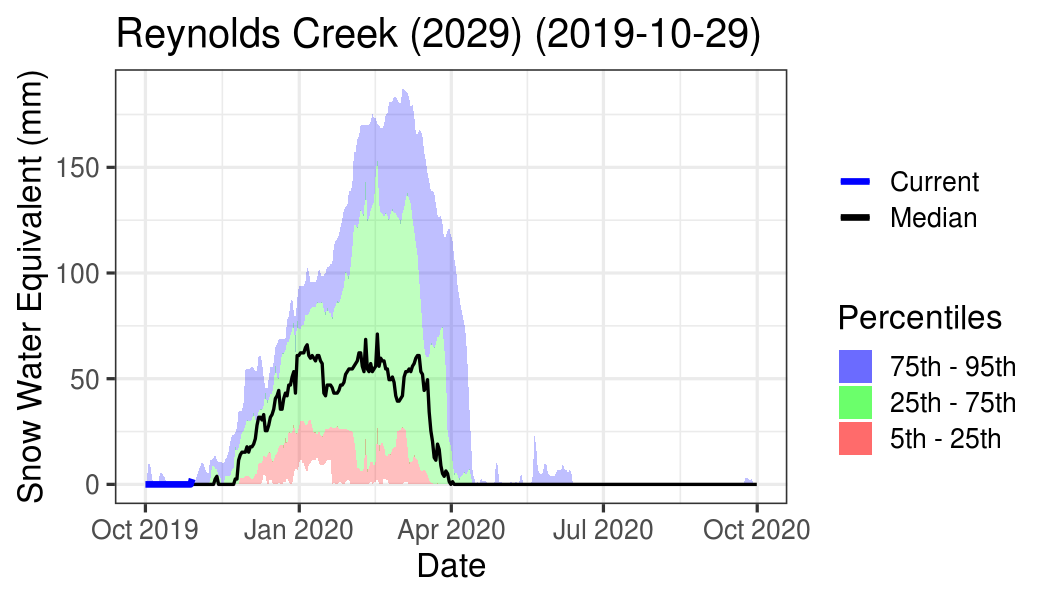 Reynolds Creek (2029) (2019-10-29)
Snow Water Equivalent (mm)
150
100
50
0
Oct 2019
Jan 2020
Apr 2020
Jul 2020
Oct 2020
Date
Current
Median
Percentiles
75th - 95th
25th - 75th
5th - 25th